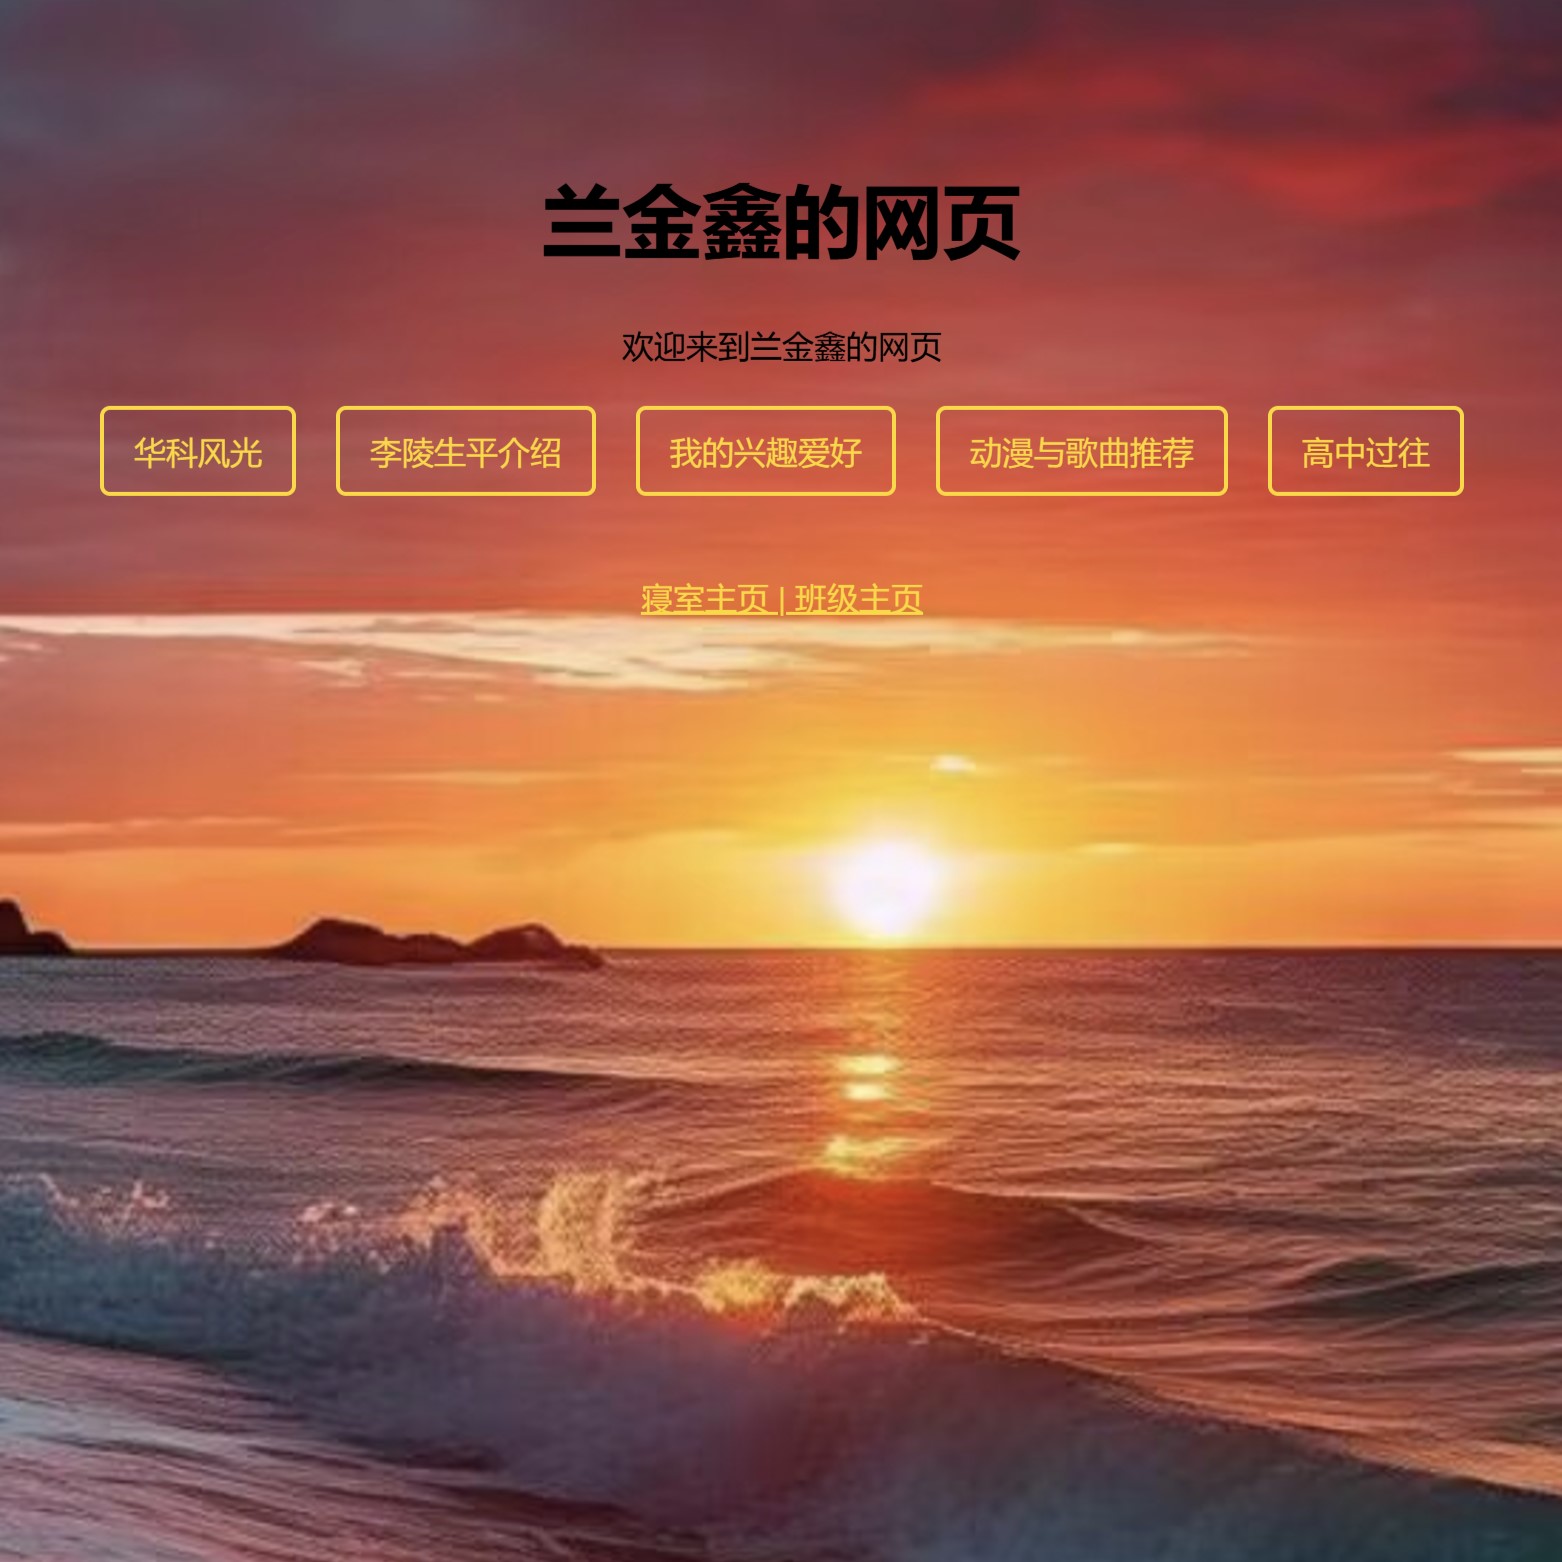 兰金鑫的网页
欢迎来到兰金鑫的网页
华科风光 李陵生平介绍 我的兴趣爱好 动漫与歌曲推荐 高中过往
寝室主页 | 班级主页